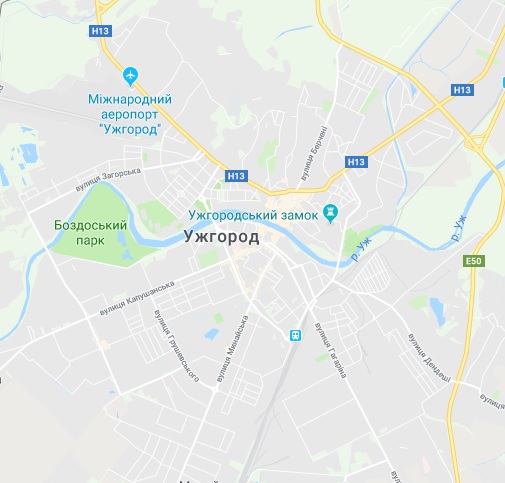 H13
H13
Міжнародний
аеропорт
"Ужгород"
вулиця Берчені
H13
H13
вулиця Загорська
Ужгородський замок
Боздоський
парк
Ужгород
р. Уж
р. Уж
E50
вулиця Капушанська
вулиця Грушевського
вулиця Минайська
вулиця Гагаріна
вулиця Дендеші
вулиця